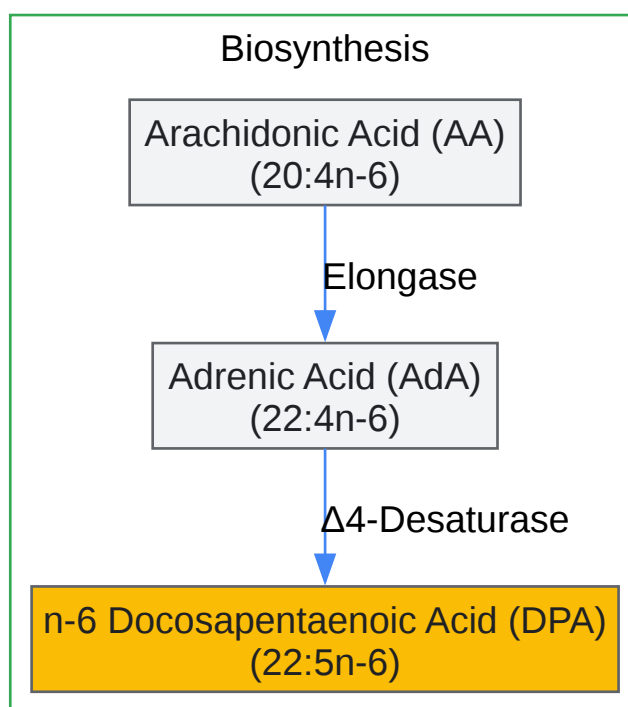 Biosynthesis
Arachidonic Acid (AA)
(20:4n-6)
Elongase
Adrenic Acid (AdA)
(22:4n-6)
Δ4-Desaturase
n-6 Docosapentaenoic Acid (DPA)
(22:5n-6)